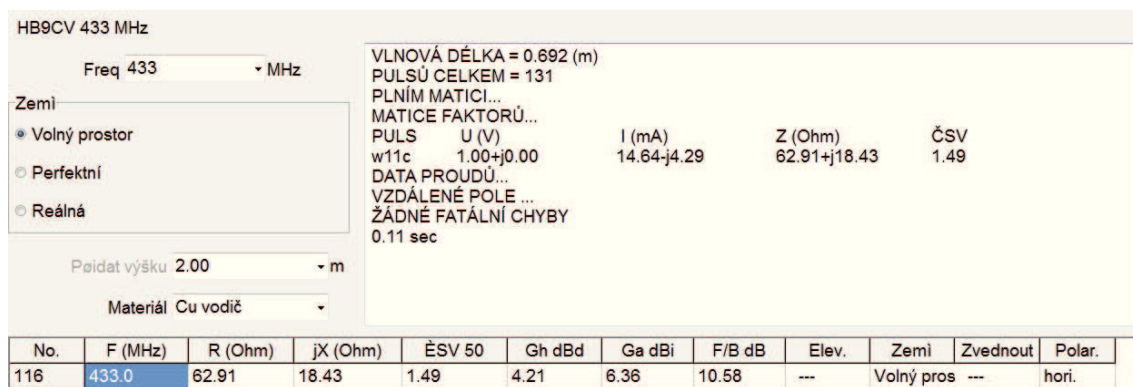 HB9CV 433 MHz
Freq 433 MHz
Zemì
Volný prostor
Perfektní
Reálná
Pøidat výšku 2.00 m
Materiál Cu vodič
VLNOVÁ DÉLKA = 0.692 (m)
PULSŮ CELKEM = 131
PLNÍM MATICI...
MATICE FAKTORŮ...
PULS U (V) I (mA) Z (Ohm) ČSV
w11c 1.00+j0.00 14.64-j4.29 62.91+j18.43 1.49
DATA PROUDŮ...
VZDÁLENÉ POLE ...
ŽÁDNÉ FATÁLNÍ CHYBY
0.11 sec
No. F (MHz) R (Ohm) jX (Ohm) ÈSV 50 Gh dBd Ga dBi F/B dB Elev. Zemì Zvednout Polar.
116 433.0 62.91 18.43 1.49 4.21 6.36 10.58 --- Volný pros --- hori.